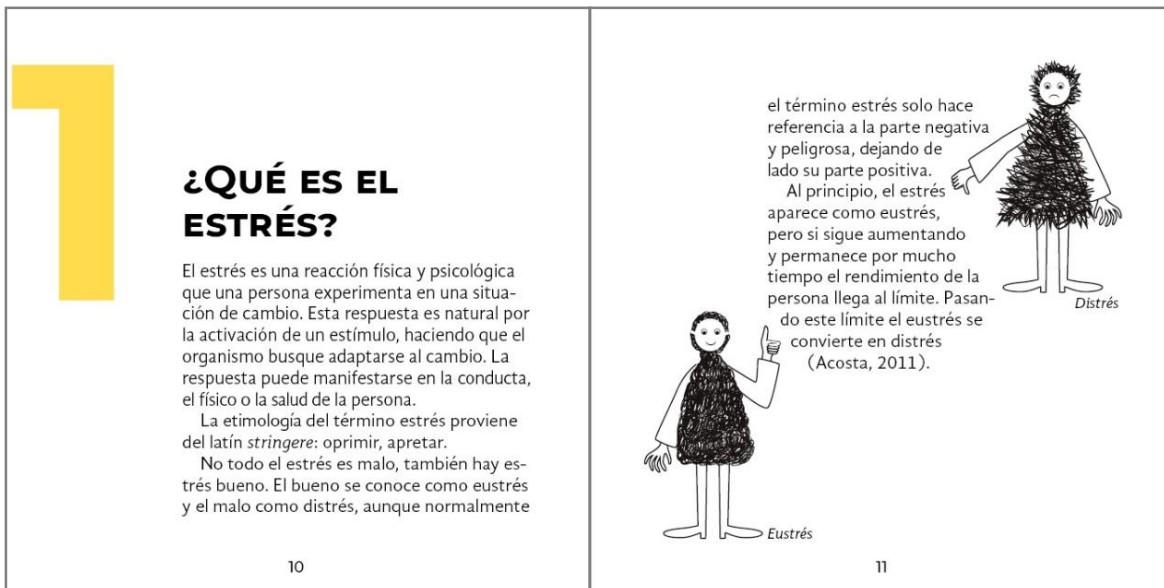 1
¿QUÉ ES EL
ESTRÉS?
El estrés es una reacción física y psicológica
que una persona experimenta en una situa-
ción de cambio. Esta respuesta es natural por
la activación de un estímulo, haciendo que el
organismo busque adaptarse al cambio. La
respuesta puede manifestarse en la conducta,
el físico o la salud de la persona.
La etimología del término estrés proviene
del latín stringere: oprimir, apretar.
No todo el estrés es malo, también hay es-
trés bueno. El bueno se conoce como eustrés
y el malo como distrés, aunque normalmente
10
el término estrés solo hace
referencia a la parte negativa
y peligrosa, dejando de
lado su parte positiva.
Al principio, el estrés
aparece como eustrés,
pero si sigue aumentando
y permanece por mucho
tiempo el rendimiento de la
persona llega al límite. Pasan-
do este límite el eustrés se
convierte en distrés
(Acosta, 2011).
Distrés
Eustrés
11